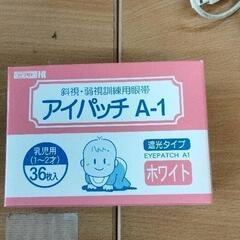 斜視・弱視訓練用眼帯
アイパッチ A-1
乳児用
(1〜2才)
36枚入
遮光タイプ
EYEPATCH A1
ホワイト